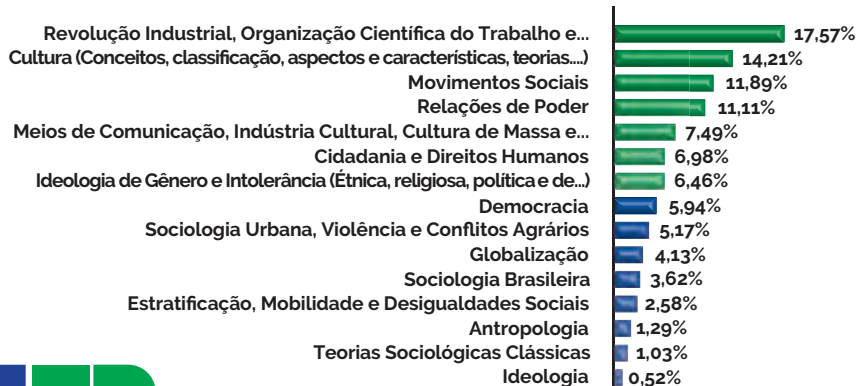 Revolução Industrial, Organização Científica do Trabalho e... 17,57%
Cultura (Conceitos, classificação, aspectos e características, teorias....) 14,21%
Movimentos Sociais 11,89%
Relações de Poder 11,11%
Meios de Comunicação, Indústria Cultural, Cultura de Massa e... 7,49%
Cidadania e Direitos Humanos 6,98%
Ideologia de Gênero e Intolerância (Étnica, religiosa, política e de...) 6,46%
Democracia 5,94%
Sociologia Urbana, Violência e Conflitos Agrários 5,17%
Globalização 4,13%
Sociologia Brasileira 3,62%
Estratificação, Mobilidade e Desigualdades Sociais 2,58%
Antropologia 1,29%
Teorias Sociológicas Clássicas 1,03%
Ideologia 0,52%